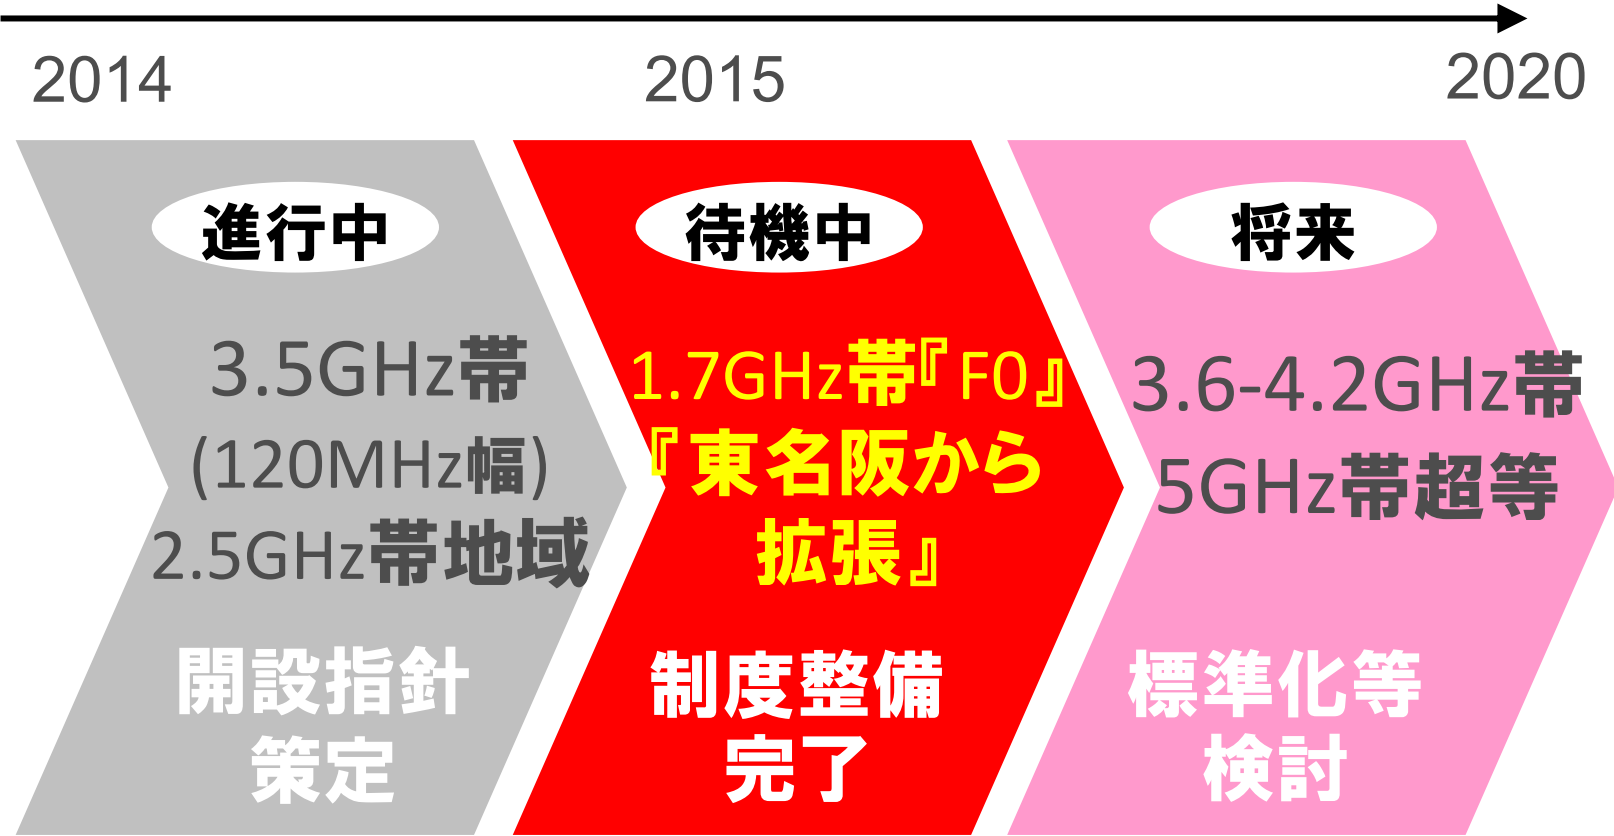 2014
2015
2020
進行中
3.5GHz帯
(120MHz幅)
2.5GHz帯地域
開設指針
策定
待機中
1.7GHz帯『F0』
『東名阪から
拡張』
制度整備
完了
将来
3.6-4.2GHz帯
5GHz帯超等
標準化等
検討